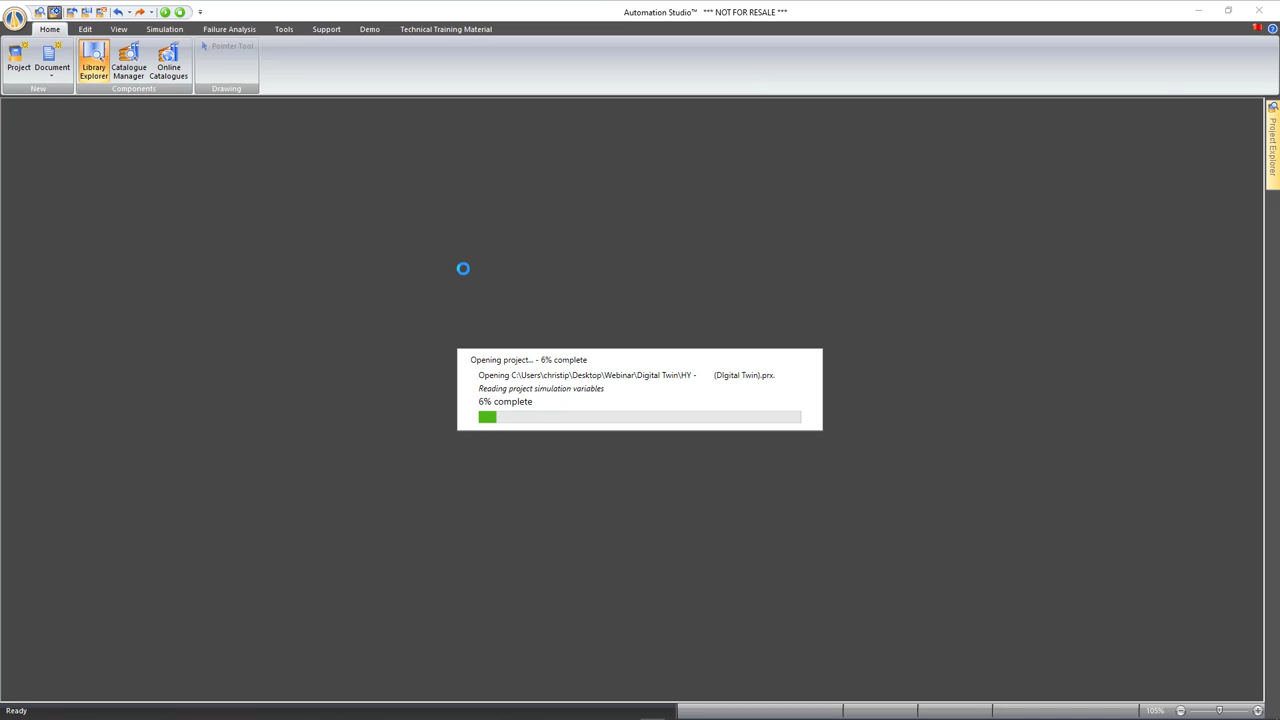 Automation Studio™ *** NOT FOR RESALE ***
Home Edit View Simulation Failure Analysis Tools Support Demo Technical Training Material
Project Document Library Explorer Catalogue Manager Online Catalogues Pointer Tool
New Components Drawing
Project Explorer
Opening project... - 6% complete
Opening C:\Users\christip\Desktop\Webinar\Digital Twin\HY - (DIgital Twin).prx.
Reading project simulation variables
6% complete
Ready 105%